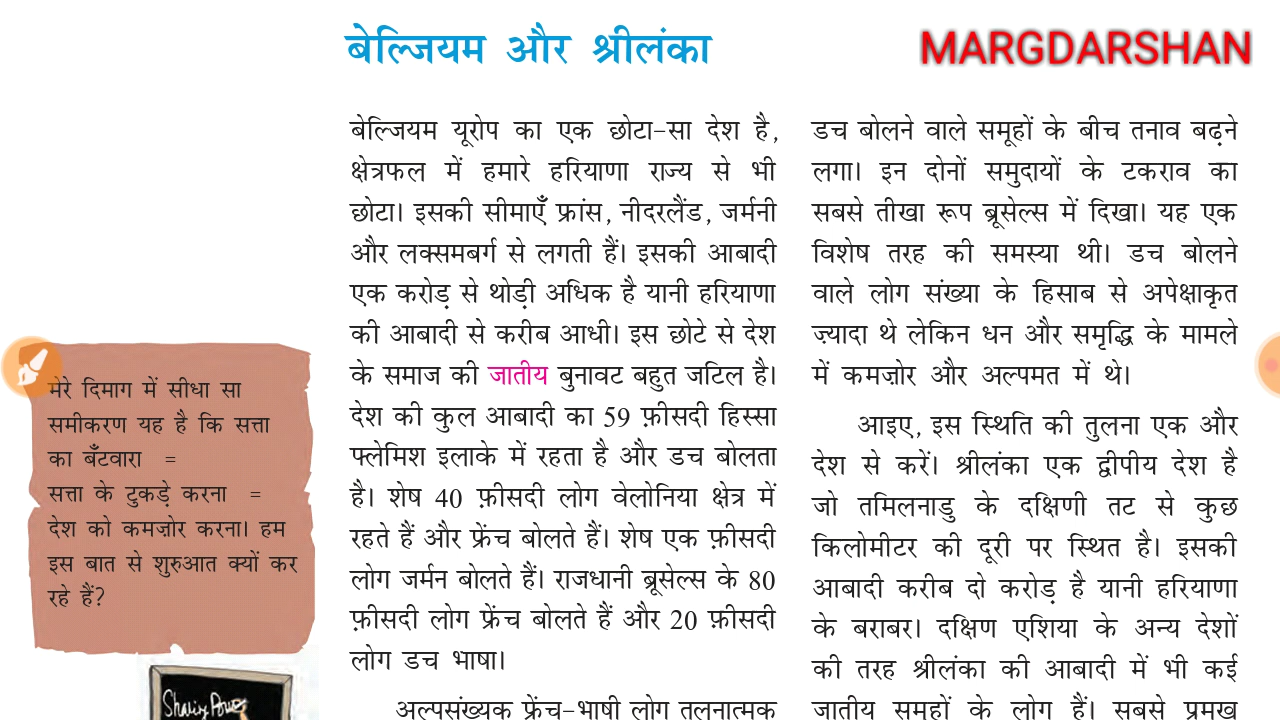 बेल्जियम और श्रीलंका
MARGDARSHAN
बेल्जियम यूरोप का एक छोटा-सा देश है,
क्षेत्रफल में हमारे हरियाणा राज्य से भी
छोटा। इसकी सीमाएँ फ्रांस, नीदरलैंड, जर्मनी
और लक्समबर्ग से लगती हैं। इसकी आबादी
एक करोड़ से थोड़ी अधिक है यानी हरियाणा
की आबादी से करीब आधी। इस छोटे से देश
के समाज की जातीय बुनावट बहुत जटिल है।
देश की कुल आबादी का 59 फ़ीसदी हिस्सा
फ्लेमिश इलाके में रहता है और डच बोलता
है। शेष 40 फ़ीसदी लोग वेलोनिया क्षेत्र में
रहते हैं और फ्रेंच बोलते हैं। शेष एक फ़ीसदी
लोग जर्मन बोलते हैं। राजधानी ब्रूसेल्स के 80
फ़ीसदी लोग फ्रेंच बोलते हैं और 20 फ़ीसदी
लोग डच भाषा।
अल्पसंख्यक फ्रेंच-भाषी लोग तुलनात्मक
डच बोलने वाले समूहों के बीच तनाव बढ़ने
लगा। इन दोनों समुदायों के टकराव का
सबसे तीखा रूप ब्रूसेल्स में दिखा। यह एक
विशेष तरह की समस्या थी। डच बोलने
वाले लोग संख्या के हिसाब से अपेक्षाकृत
ज़्यादा थे लेकिन धन और समृद्धि के मामले
में कमज़ोर और अल्पमत में थे।
आइए, इस स्थिति की तुलना एक और
देश से करें। श्रीलंका एक द्वीपीय देश है
जो तमिलनाडु के दक्षिणी तट से कुछ
किलोमीटर की दूरी पर स्थित है। इसकी
आबादी करीब दो करोड़ है यानी हरियाणा
के बराबर। दक्षिण एशिया के अन्य देशों
की तरह श्रीलंका की आबादी में भी कई
जातीय समूहों के लोग हैं। सबसे प्रमुख
मेरे दिमाग में सीधा सा
समीकरण यह है कि सत्ता
का बँटवारा =
सत्ता के टुकड़े करना =
देश को कमज़ोर करना। हम
इस बात से शुरुआत क्यों कर
रहे हैं?
Sharing Power